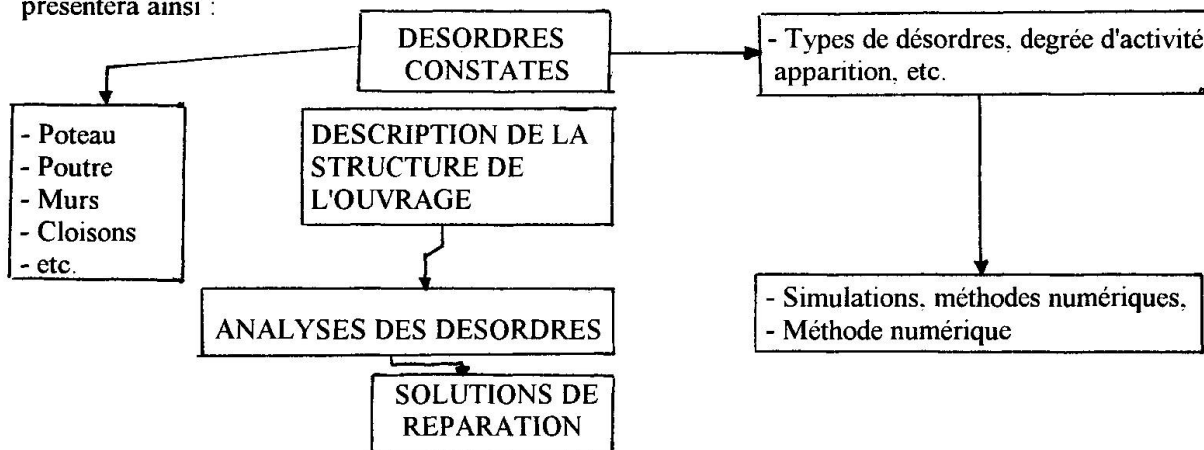 présentera ainsi :
DESORDRES
CONSTATES
- Types de désordres, degrée d'activité
apparition, etc.
- Poteau
- Poutre
- Murs
- Cloisons
- etc.
DESCRIPTION DE LA
STRUCTURE DE
L'OUVRAGE
ANALYSES DES DESORDRES
- Simulations, méthodes numériques,
- Méthode numérique
SOLUTIONS DE
REPARATION